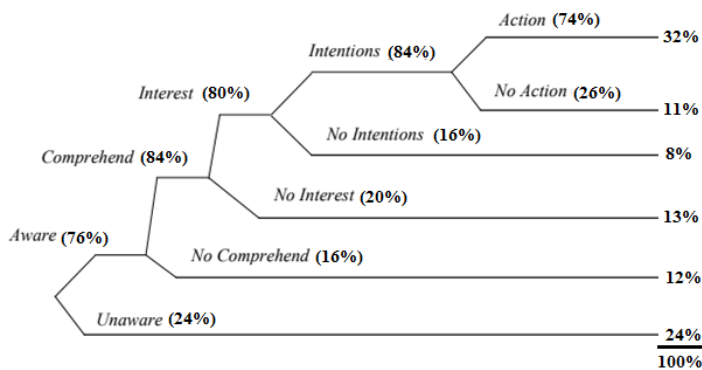 Action (74%)
32%
Intentions (84%)
Interest (80%)
No Action (26%)
11%
No Intentions (16%)
8%
Comprehend (84%)
No Interest (20%)
13%
Aware (76%)
No Comprehend (16%)
12%
Unaware (24%)
24%
100%